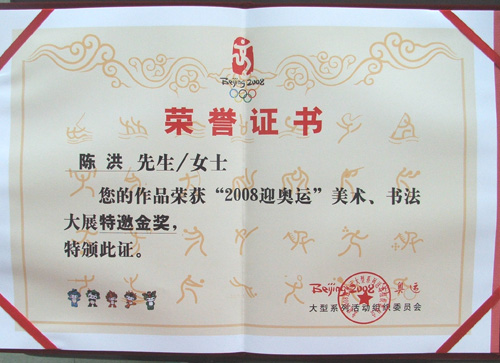 Beijing 2008
荣誉证书
陈洪 先生/女士
您的作品荣获“2008迎奥运”美术、书法
大展特邀金奖，
特颁此证。
Beijing 2008 奥运
大型系列活动组织委员会